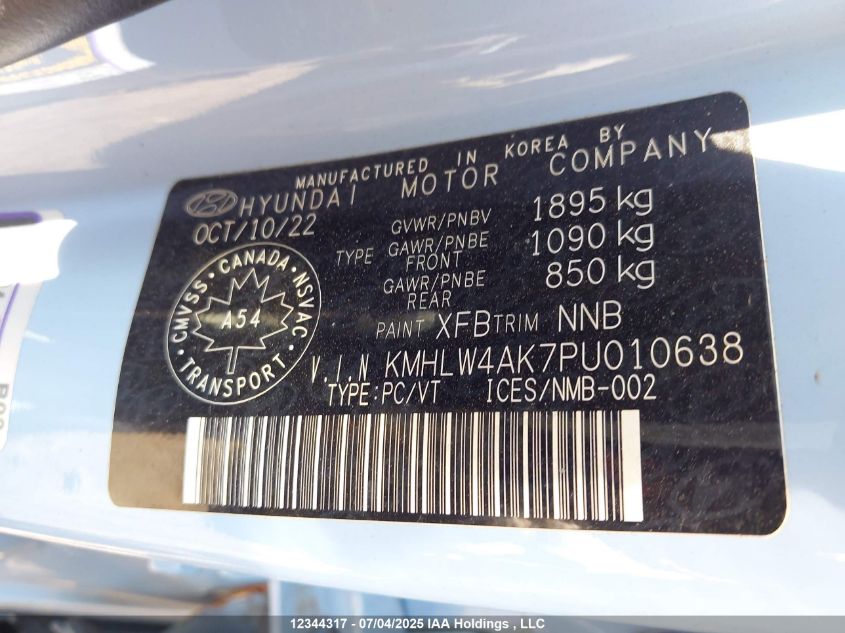 MANUFACTURED IN KOREA BY
HYUNDAI MOTOR COMPANY
OCT/10/22
GVWR/PNBV 1895 kg
TYPE GAWR/PNBE FRONT 1090 kg
GAWR/PNBE REAR 850 kg
CMVSS · CANADA · NSVAC · TRANSPORT ·
A54
PAINT XFB TRIM NNB
V.I.N KMHLW4AK7PU010638
TYPE:PC/VT ICES/NMB-002
12344317 - 07/04/2025 IAA Holdings , LLC